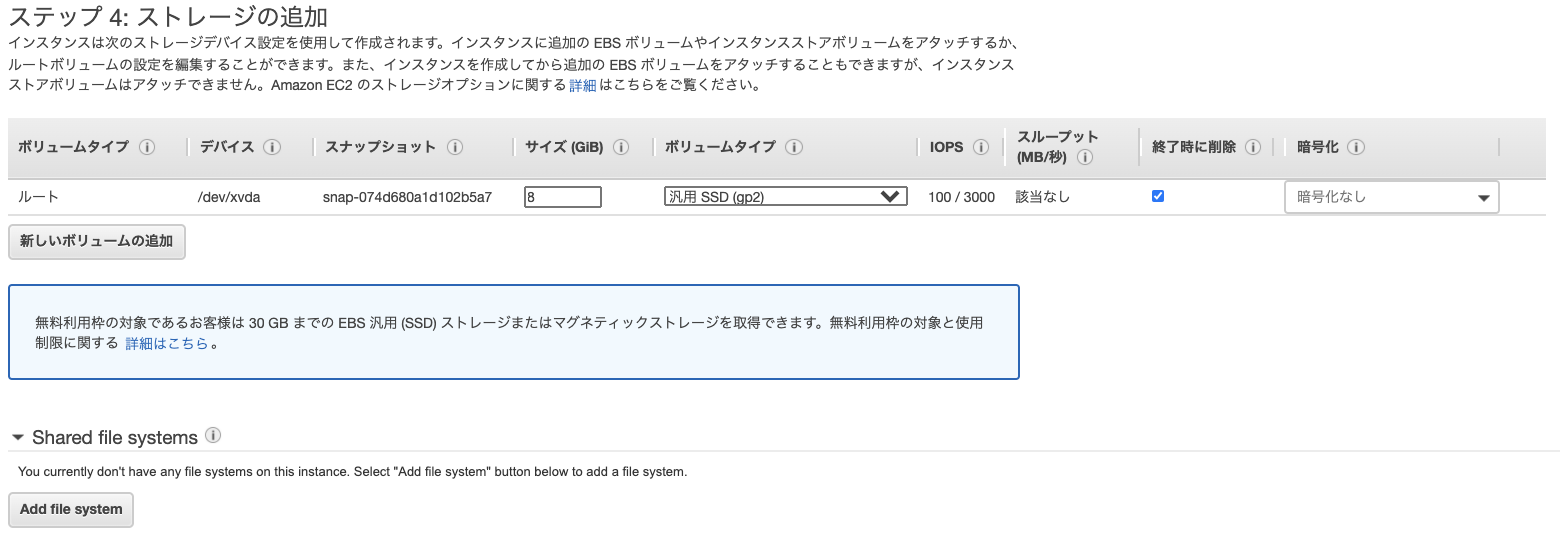 ステップ 4: ストレージの追加
インスタンスは次のストレージデバイス設定を使用して作成されます。インスタンスに追加の EBS ボリュームやインスタンスストアボリュームをアタッチするか、
ルートボリュームの設定を編集することができます。また、インスタンスを作成してから追加の EBS ボリュームをアタッチすることもできますが、インスタンス
ストアボリュームはアタッチできません。Amazon EC2 のストレージオプションに関する 詳細 はこちらをご覧ください。
ボリュームタイプ デバイス スナップショット サイズ (GiB) ボリュームタイプ IOPS スループット (MB/秒) 終了時に削除 暗号化
ルート /dev/xvda snap-074d680a1d102b5a7 8 汎用 SSD (gp2) 100 / 3000 該当なし 暗号化なし
新しいボリュームの追加
無料利用枠の対象であるお客様は 30 GB までの EBS 汎用 (SSD) ストレージまたはマグネティックストレージを取得できます。無料利用枠の対象と使用
制限に関する 詳細はこちら。
Shared file systems
You currently don't have any file systems on this instance. Select "Add file system" button below to add a file system.
Add file system